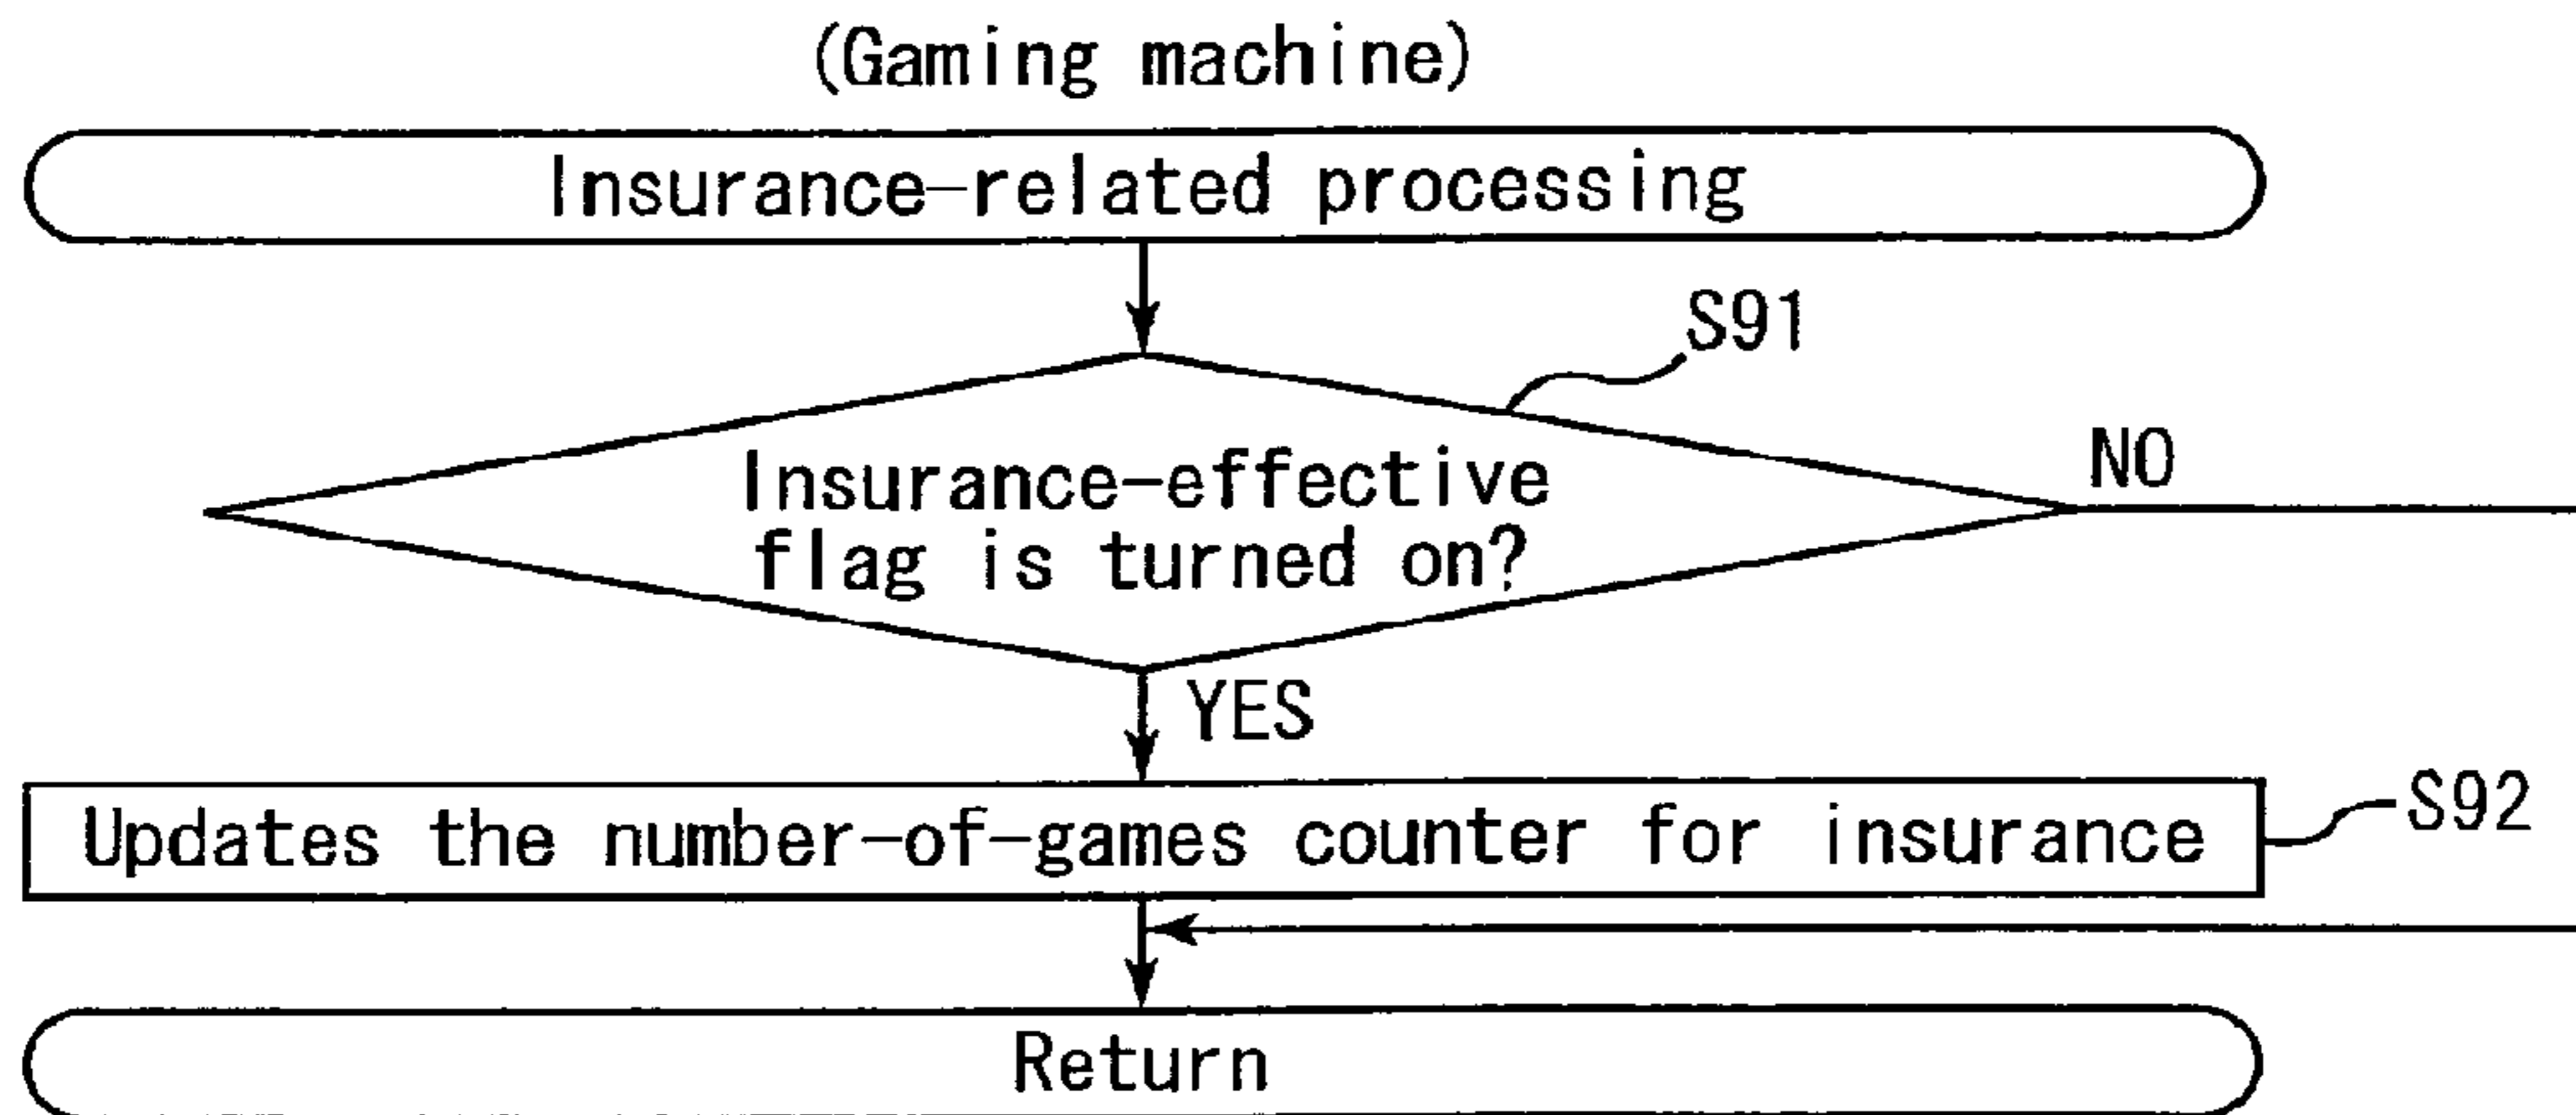 (Gaming machine)
Insurance-related processing
S91
Insurance-effective
flag is turned on?
NO
YES
Updates the number-of-games counter for insurance
S92
Return